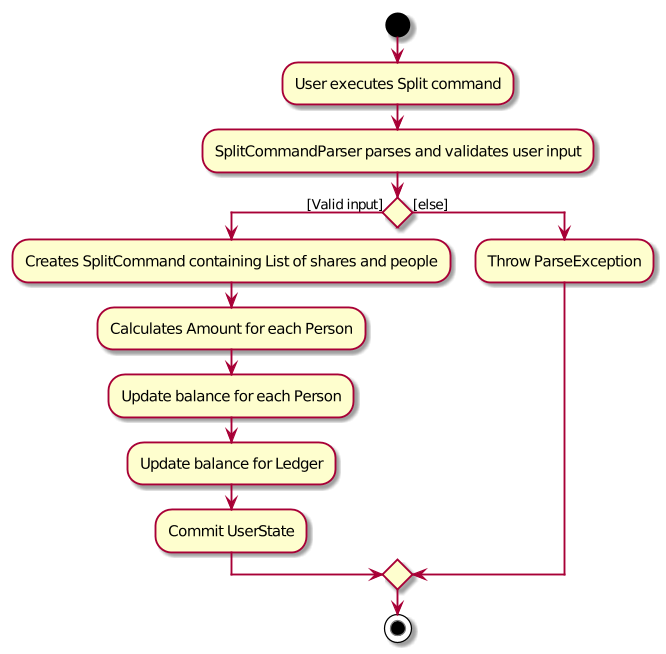 User executes Split command
SplitCommandParser parses and validates user input
[Valid input]
[else]
Creates SplitCommand containing List of shares and people
Throw ParseException
Calculates Amount for each Person
Update balance for each Person
Update balance for Ledger
Commit UserState